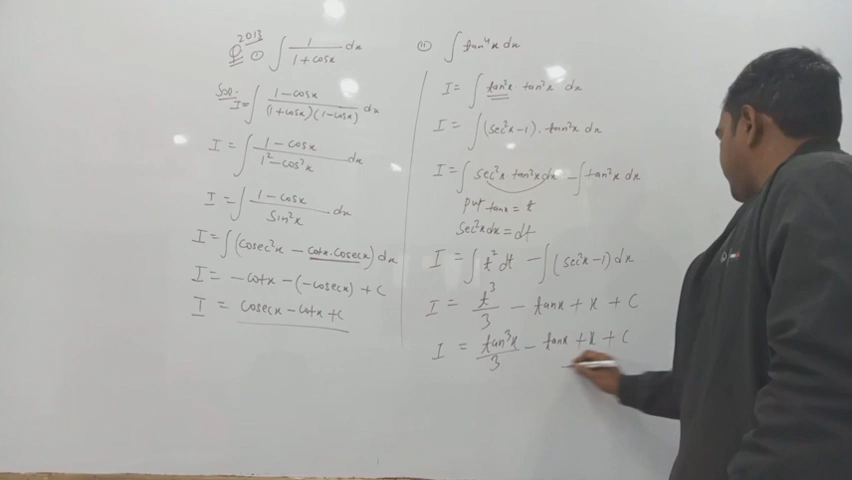 2013
Q ① ∫ 1/(1+cosx) dx
Soln. I = ∫ (1-cosx)/((1+cosx)(1-cosx)) dx
I = ∫ (1-cosx)/(1²-cos²x) dx
I = ∫ (1-cosx)/(sin²x) dx
I = ∫ (cosec²x - cotx.cosecx) dx
I = -cotx - (-cosecx) + c
I = cosecx - cotx + c
(ii) ∫ tan⁴x dx
I = ∫ tan²x tan²x dx
I = ∫ (sec²x-1).tan²x dx
I = ∫ sec²x tan²x dx - ∫ tan²x dx
put tanx = t
sec²x dx = dt
I = ∫ t² dt - ∫ (sec²x-1) dx
I = t³/3 - tanx + x + C
I = tan³x/3 - tanx + x + C